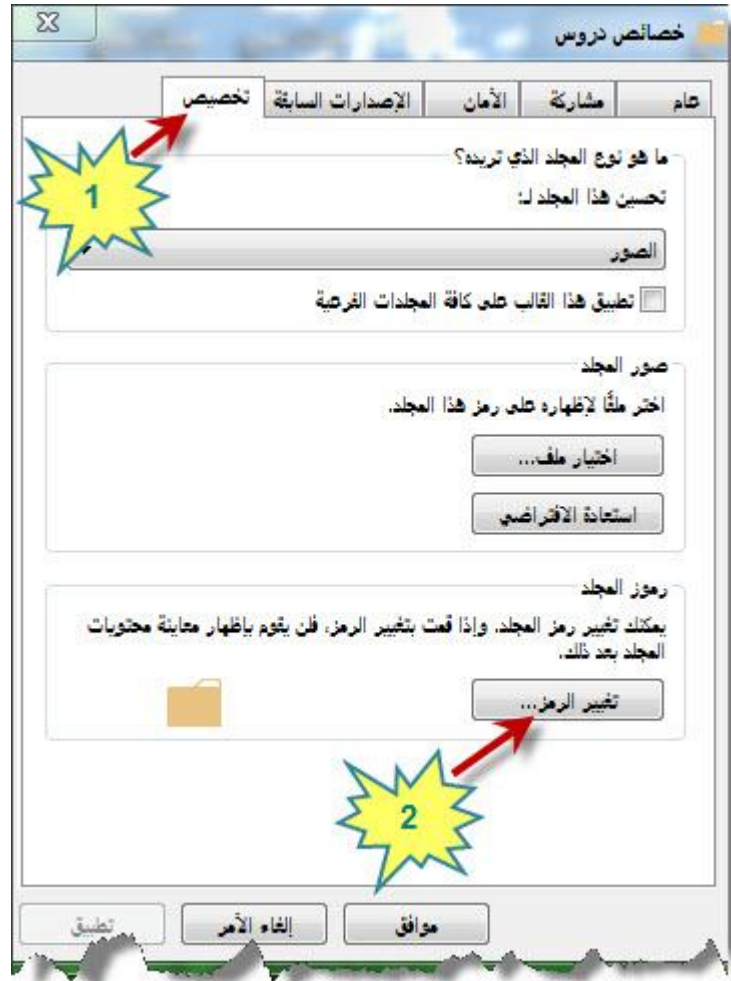 خصائص دروس
عام مشاركة الأمان الإصدارات السابقة تخصيص
1
ما هو نوع المجلد الذي تريده؟
تحسين هذا المجلد لـ:
الصور
تطبيق هذا القالب على كافة المجلدات الفرعية
صور المجلد
اختر ملفًا لإظهاره على رمز هذا المجلد.
اختيار ملف...
استعادة الافتراضي
رموز المجلد
يمكنك تغيير رمز المجلد. وإذا قمت بتغيير الرمز، فلن يقوم بإظهار معاينة محتويات
المجلد بعد ذلك.
تغيير الرمز...
2
موافق إلغاء الأمر تطبيق